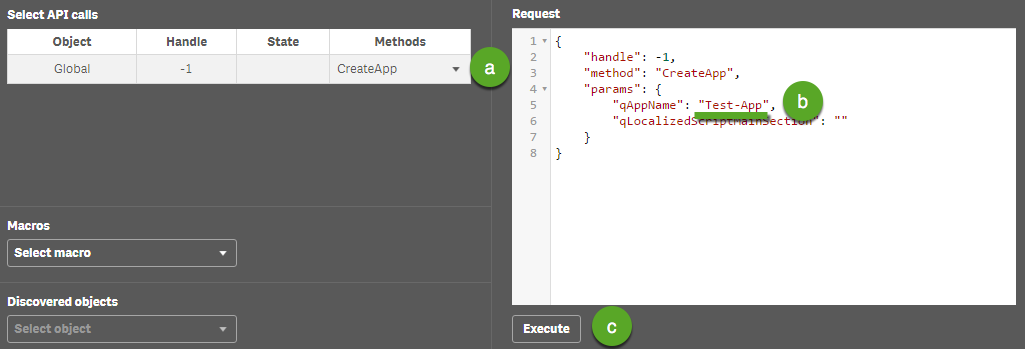 Select API calls
Object Handle State Methods
Global -1 CreateApp
a
Macros
Select macro
Discovered objects
Select object
Request
1 {
2 "handle": -1,
3 "method": "CreateApp",
4 "params": {
5 "qAppName": "Test-App",
b
6 "qLocalizedScriptMainSection": ""
7 }
8 }
Execute
c